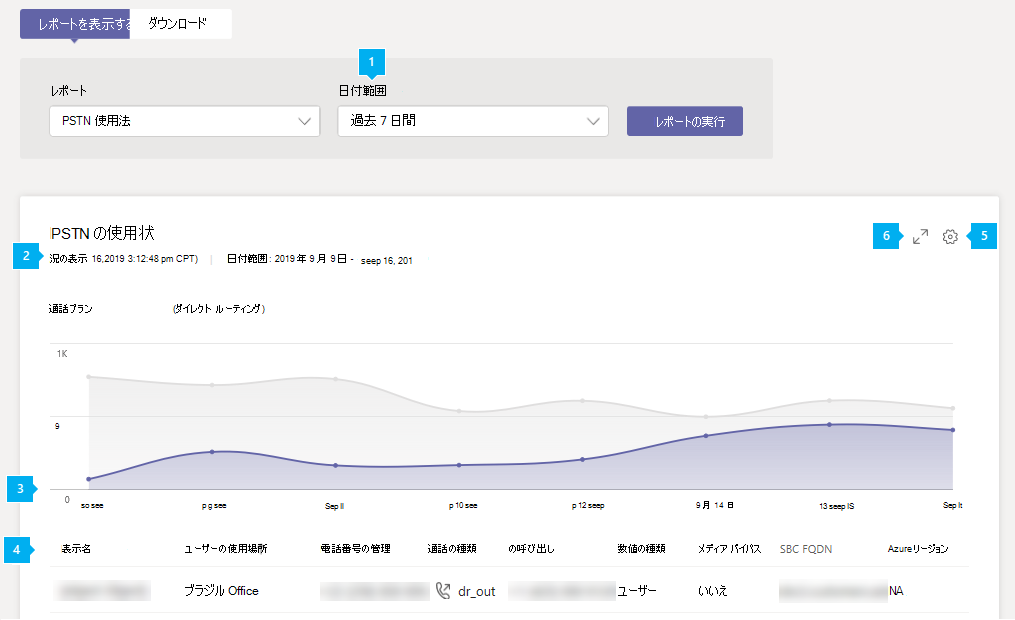 レポートを表示する ダウンロード
1
レポート 日付範囲
PSTN 使用法 過去 7 日間 レポートの実行
PSTN の使用状
6 5
2 況の表示 16,2019 3:12:48 pm CPT) | 日付範囲: 2019 年 9 月 9日 - seep 16, 201
通話プラン (ダイレクト ルーティング)
1K
9
3
0 so see p g see Sep II p 10 see p 12 seep 9 月 14 日 13 seep IS Sep It
4 表示名 ユーザーの使用場所 電話番号の管理 通話の種類 の呼び出し 数値の種類 メディア バイパス SBC FQDN Azureリージョン
ブラジル Office dr_out ユーザー いいえ NA